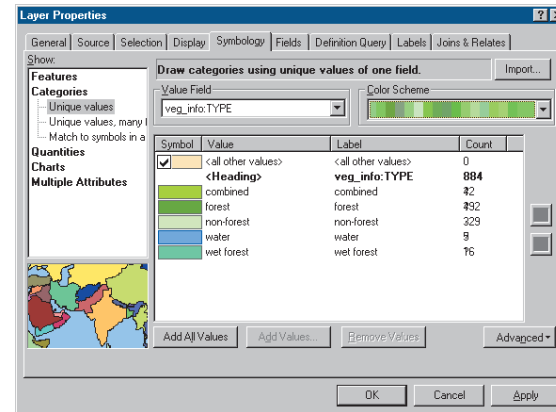 Layer Properties
General Source Selection Display Symbology Fields Definition Query Labels Joins & Relates
Show:
Features
Categories
Unique values
Unique values, many
Match to symbols in a
Quantities
Charts
Multiple Attributes
Draw categories using unique values of one field.
Import...
Value Field
veg_info:TYPE
Color Scheme
Symbol Value Label Count
<all other values> <all other values> 0
<Heading> veg_info:TYPE 884
combined combined
forest forest
non-forest non-forest 329
water water
wet forest wet forest
Add All Values Add Values... Remove Values Advanced
OK Cancel Apply